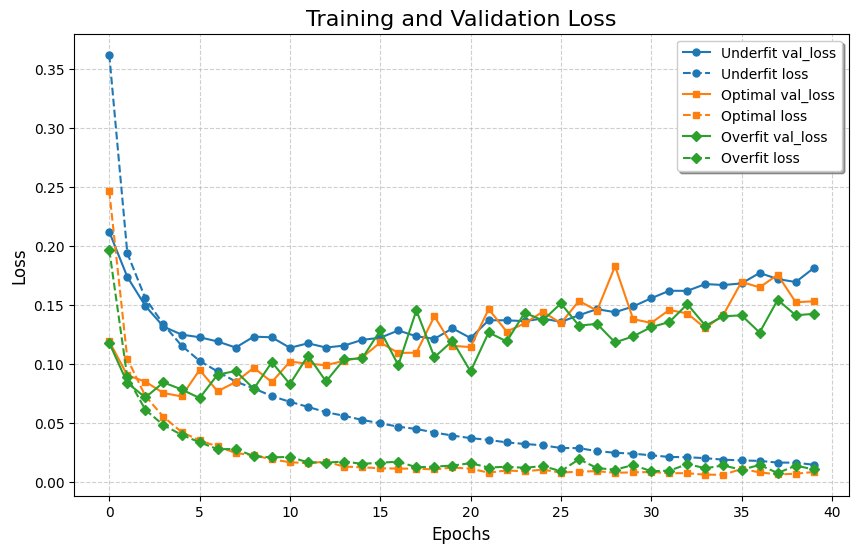 Training and Validation Loss
Underfit val_loss
Underfit loss
Optimal val_loss
Optimal loss
Overfit val_loss
Overfit loss
Loss
0.35
0.30
0.25
0.20
0.15
0.10
0.05
0.00
0 5 10 15 20 25 30 35 40
Epochs